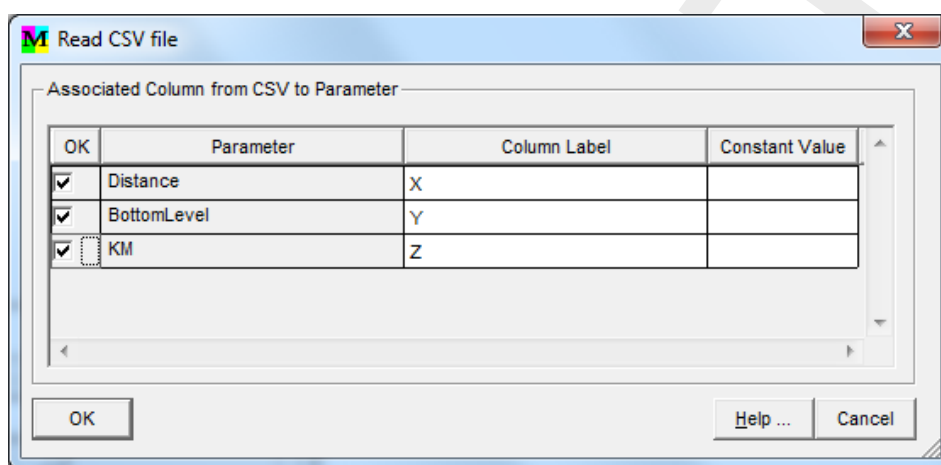 M Read CSV file
Associated Column from CSV to Parameter
OK Parameter Column Label Constant Value
Distance X
BottomLevel Y
KM Z
OK Help ... Cancel